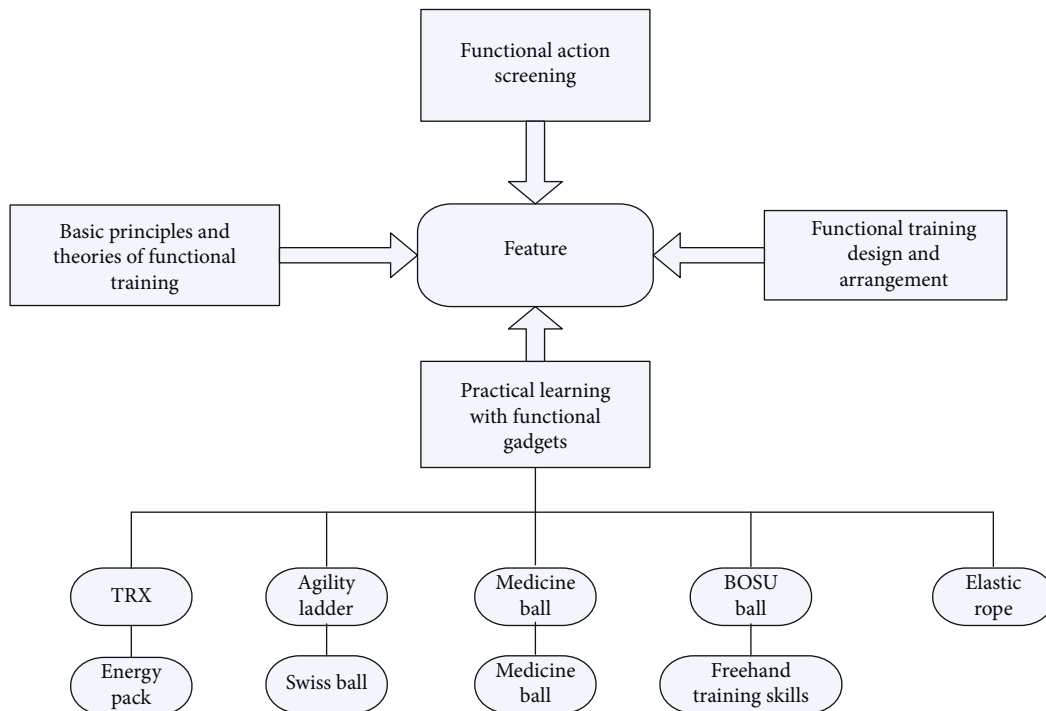 Functional action
screening
Basic principles and
theories of functional
training
Feature
Functional training
design and
arrangement
Practical learning
with functional
gadgets
TRX
Agility
ladder
Medicine
ball
BOSU
ball
Elastic
rope
Energy
pack
Swiss ball
Medicine
ball
Freehand
training skills